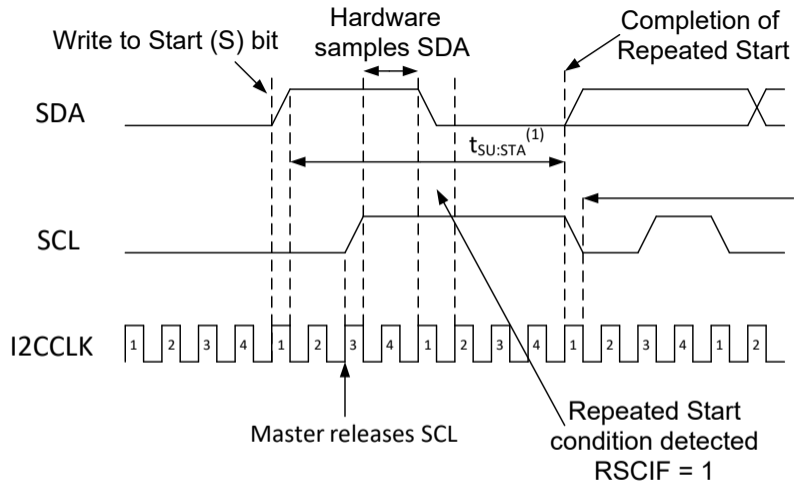 Hardware
samples SDA
Completion of
Repeated Start
Write to Start (S) bit
SDA
tSU:STA(1)
SCL
I2CCLK
1 2 3 4 1 2 3 4 1 2 3 4 1 2 3 4 1 2
Master releases SCL
Repeated Start
condition detected
RSCIF = 1